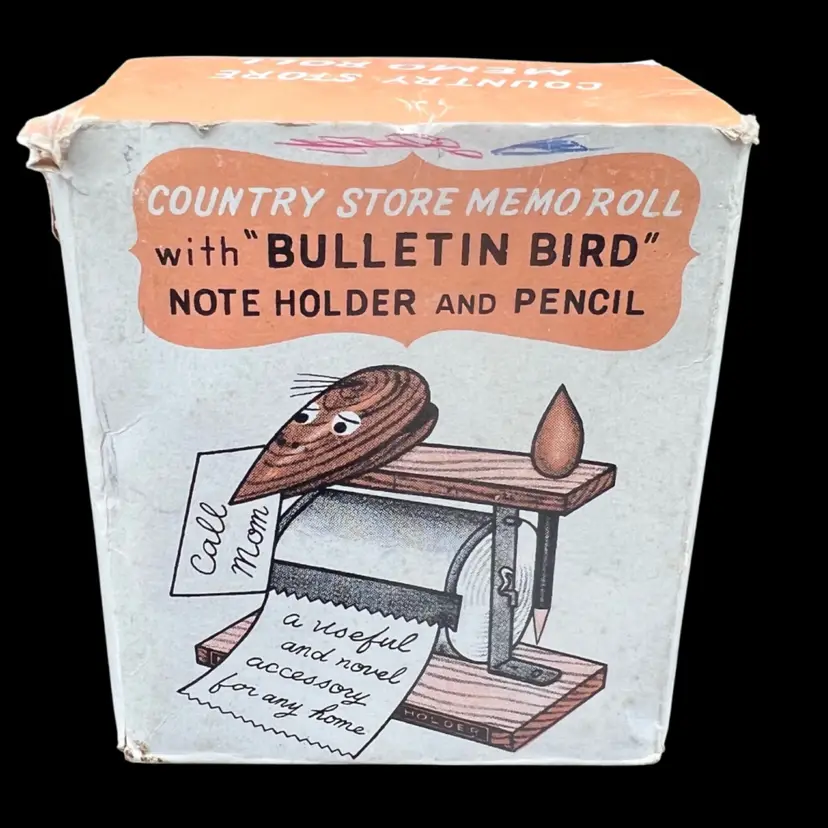 COUNTRY STORE
MEMO ROLL
COUNTRY STORE MEMO ROLL
with "BULLETIN BIRD"
NOTE HOLDER AND PENCIL
Call
Mom
a useful
and novel
accessory
for any home
HOLDER